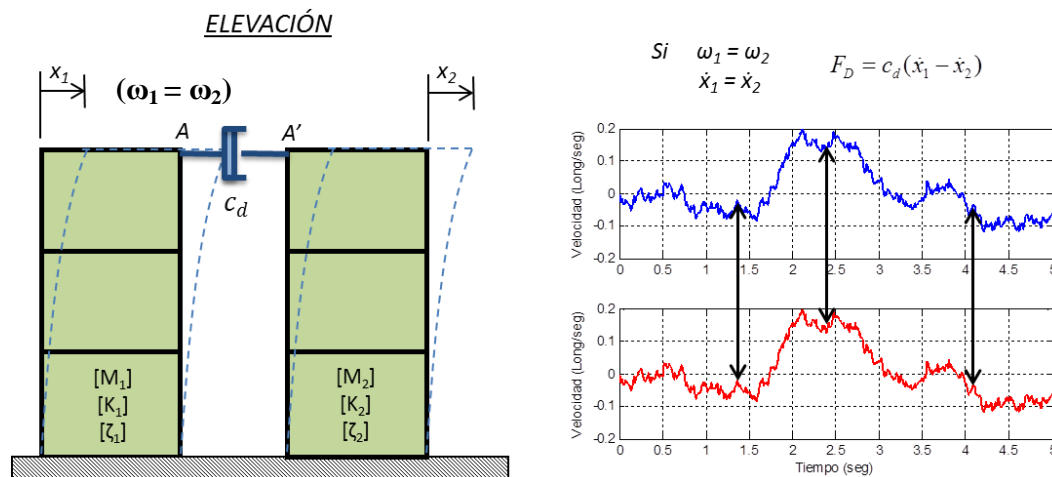 ELEVACIÓN
x1
x2
(ω1 = ω2)
A
A'
cd
[M1]
[K1]
[ζ1]
[M2]
[K2]
[ζ2]
Si ω1 = ω2
ẋ1 = ẋ2
F_D = c_d(ẋ1 − ẋ2)
Velocidad (Long/seg)
0.2
0.1
0
-0.1
-0.2
0 0.5 1 1.5 2 2.5 3 3.5 4 4.5 5
Velocidad (Long/seg)
0.2
0.1
0
-0.1
-0.2
0 0.5 1 1.5 2 2.5 3 3.5 4 4.5 5
Tiempo (seg)